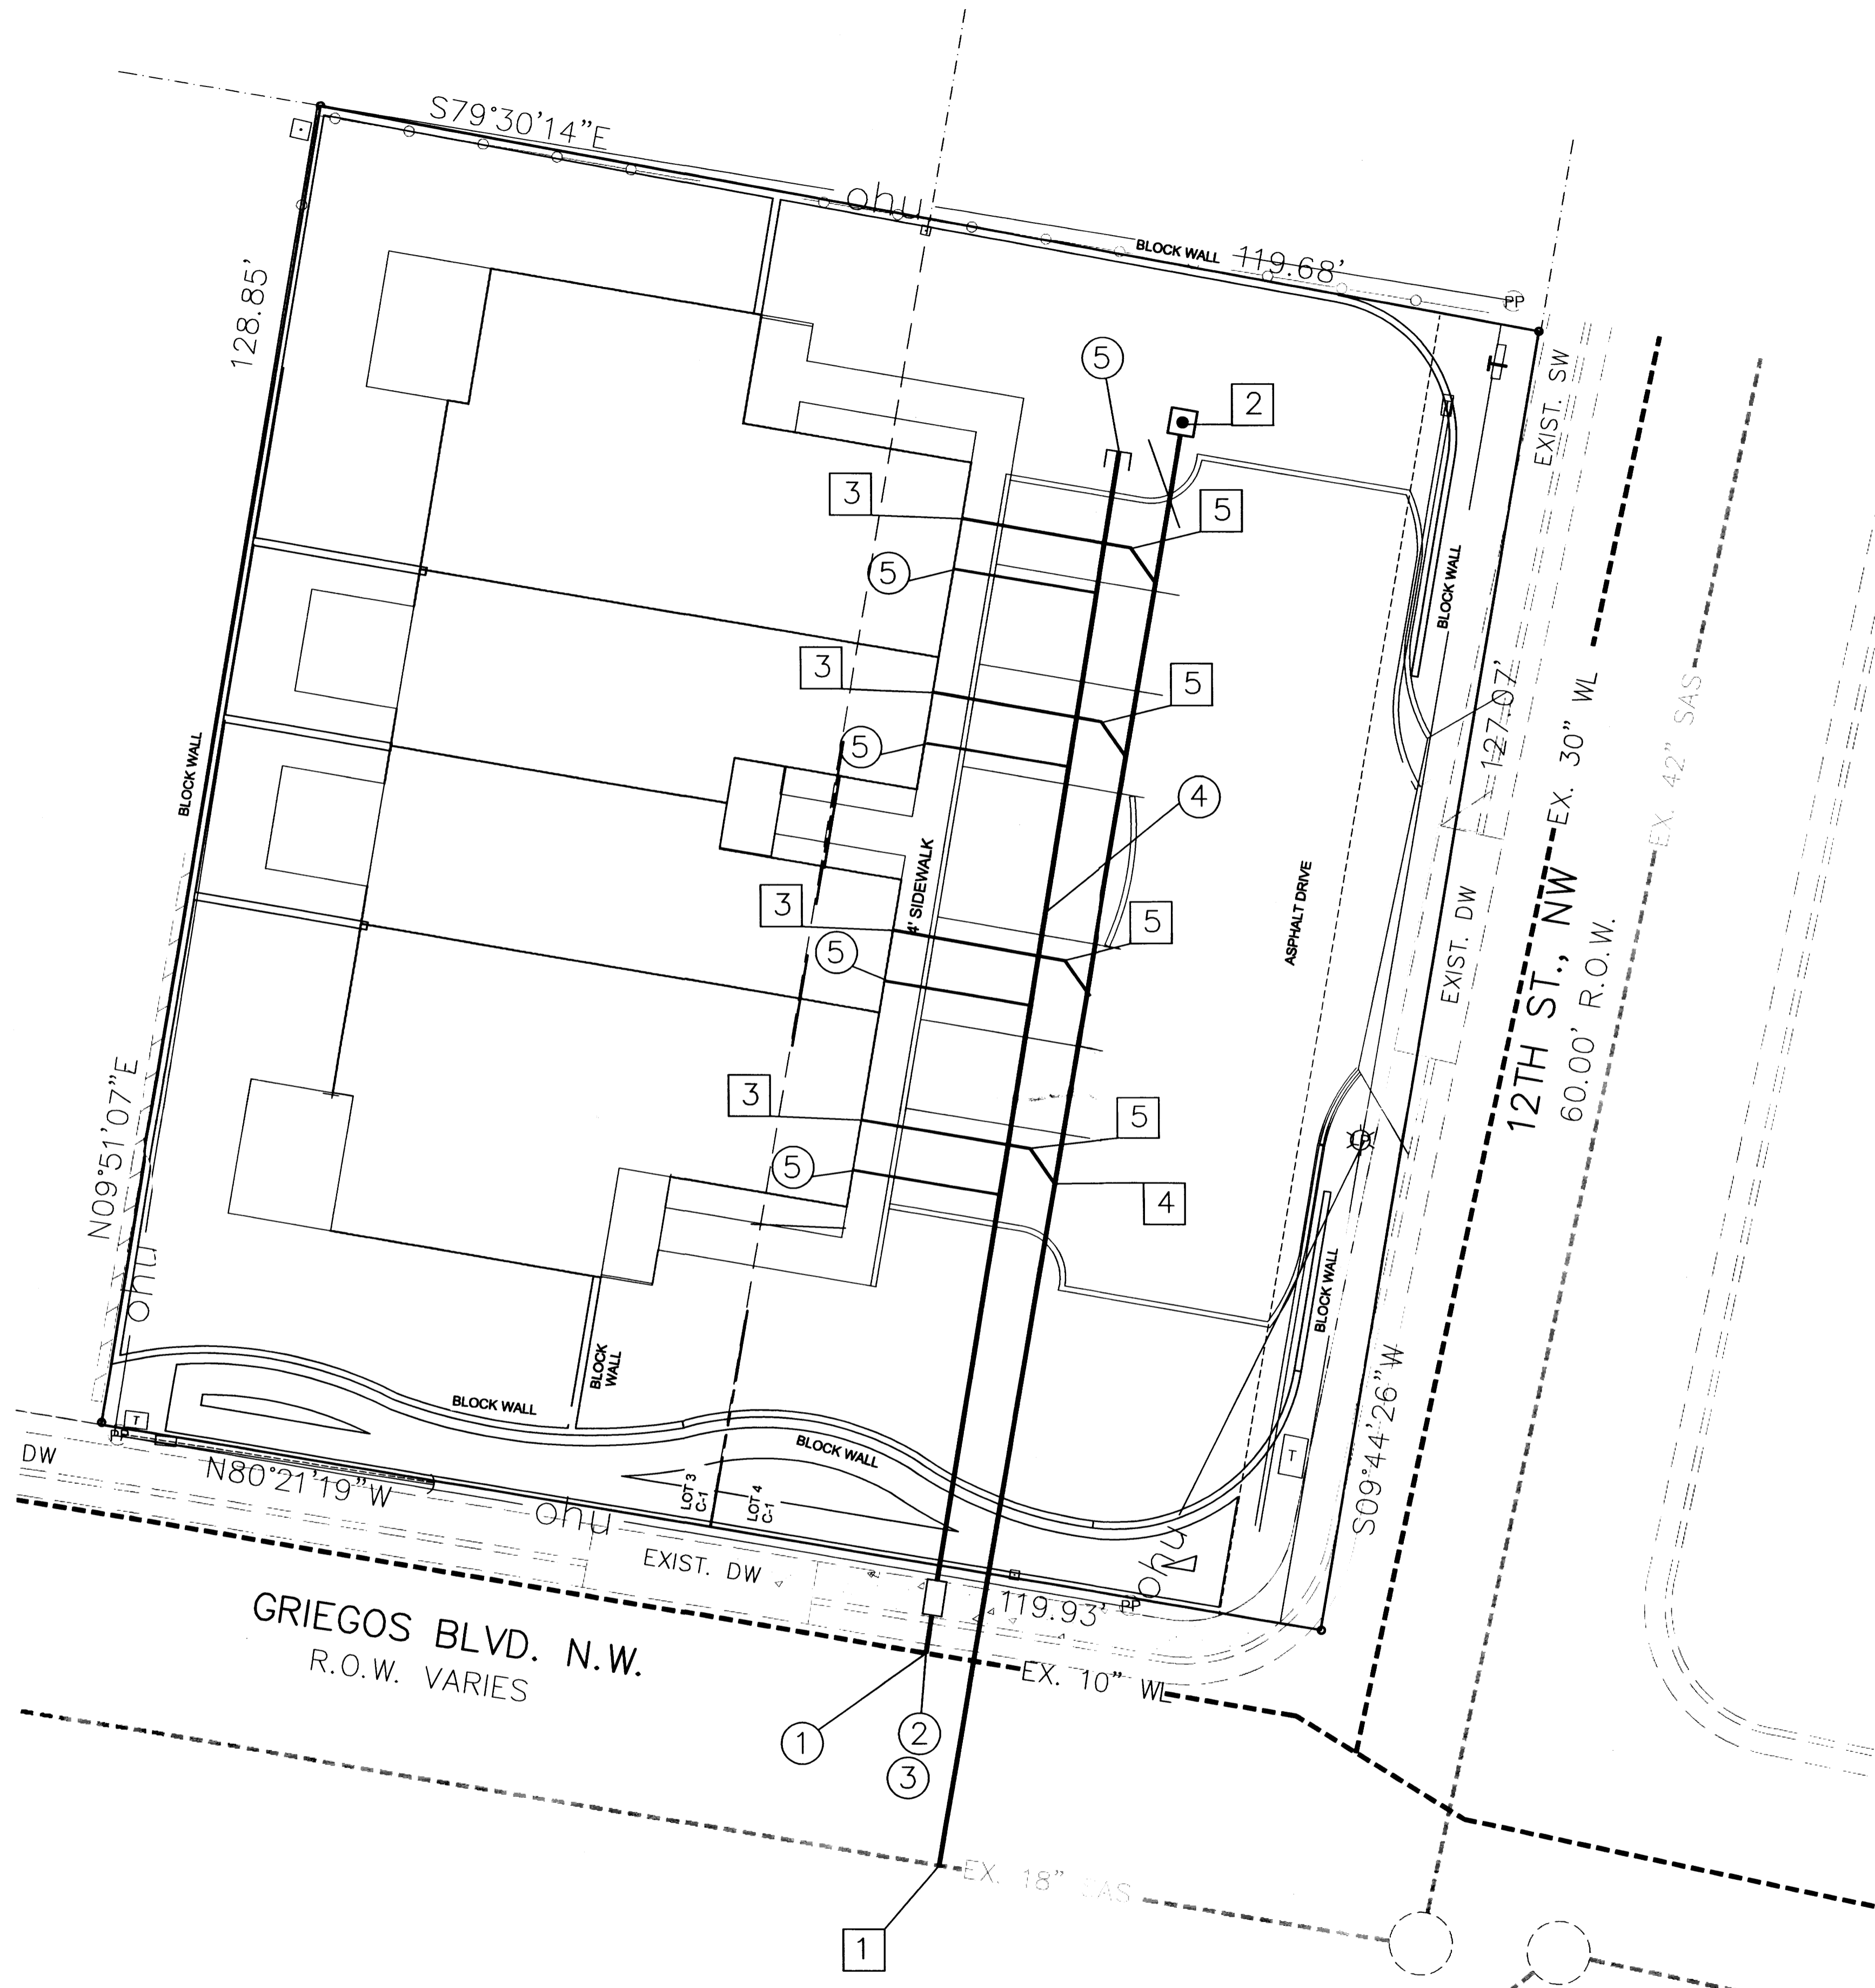 S79°30'14"E
ohu
BLOCK WALL
119.68'
PP
128.85'
EXIST. SW
5
2
3
5
BLOCK WALL
5
3
5
127.07'
EX. 30" WL
EX. 42" SAS
5
BLOCK WALL
4
4' SIDEWALK
ASPHALT DRIVE
3
5
5
EXIST. DW
12TH ST., NW
60.00' R.O.W.
3
5
5
4
N09°51'07"E
ohu
BLOCK WALL
BLOCK
WALL
BLOCK WALL
S09°44'26"W
T
PP
BLOCK WALL
T
DW
N80°21'19"W
LOT 3
C-1
LOT 4
C-1
ohu
ohu
EXIST. DW
119.93'
PP
GRIEGOS BLVD. N.W.
R.O.W. VARIES
EX. 10" WL
1
2
3
EX. 18" SAS
1